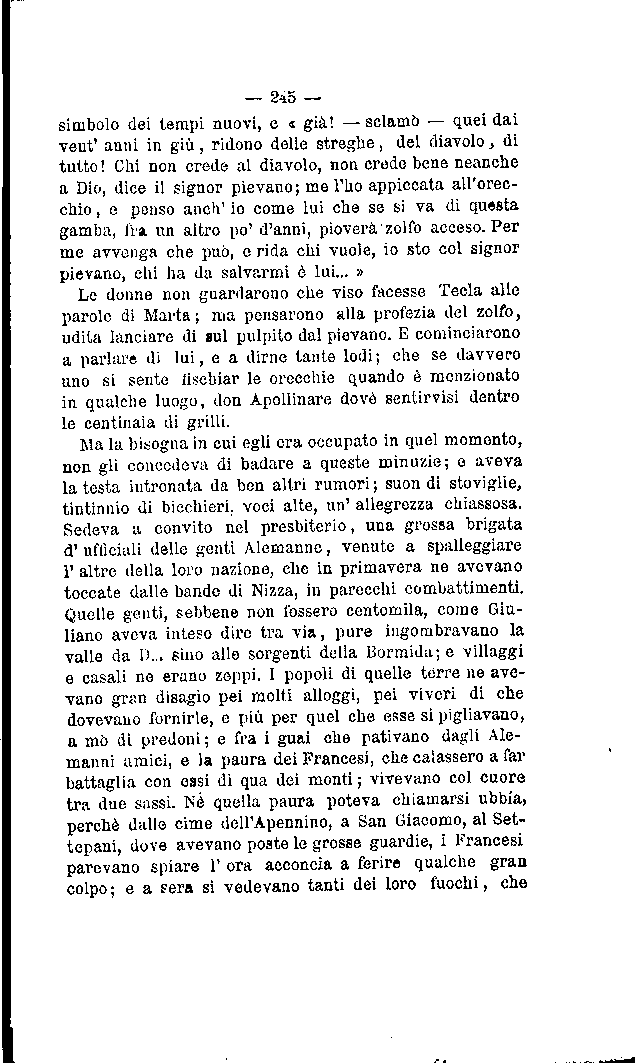 — 245 —
simbolo dei tempi nuovi, e « già! — sclamò — quei dai
vent' anni in giù, ridono delle streghe, del diavolo, di
tutto! Chi non crede al diavolo, non crede bene neanche
a Dio, dice il signor pievano; me l'ho appiccata all'orec-
chio, e penso anch' io come lui che se si va di questa
gamba, fra un altro po' d'anni, pioverà zolfo acceso. Per
me avvenga che può, e rida chi vuole, io sto col signor
pievano, chi ha da salvarmi è lui... »
Le donne non guardarono che viso facesse Tecla alle
parole di Marta; ma pensarono alla profezia del zolfo,
udita lanciare di sul pulpito dal pievano. E cominciarono
a parlare di lui, e a dirne tante lodi; che se davvero
uno si sente fischiar le orecchie quando è menzionato
in qualche luogo, don Apollinare dovè sentirvisi dentro
le centinaia di grilli.
Ma la bisogna in cui egli era occupato in quel momento,
non gli concedeva di badare a queste minuzie; e aveva
la testa intronata da ben altri rumori; suon di stoviglie,
tintinnio di bicchieri, voci alte, un' allegrezza chiassosa.
Sedeva a convito nel presbiterio, una grossa brigata
d' ufficiali delle genti Alemanne, venute a spalleggiare
l' altre della loro nazione, che in primavera ne avevano
toccate dalle bande di Nizza, in parecchi combattimenti.
Quelle genti, sebbene non fossero centomila, come Giu-
liano aveva inteso dire tra via, pure ingombravano la
valle da D... sino alle sorgenti della Bormida; e villaggi
e casali ne erano zeppi. I popoli di quelle terre ne ave-
vano gran disagio pei molti alloggi, pei viveri di che
dovevano fornirle, e più per quel che esse si pigliavano,
a mò di predoni; e fra i guai che pativano dagli Ale-
manni amici, e la paura dei Francesi, che calassero a far
battaglia con essi di qua dei monti; vivevano col cuore
tra due sassi. Nè quella paura poteva chiamarsi ubbìa,
perchè dalle cime dell'Apennino, a San Giacomo, al Set-
tepani, dove avevano poste le grosse guardie, i Francesi
parevano spiare l' ora acconcia a ferire qualche gran
colpo; e a sera si vedevano tanti dei loro fuochi, che